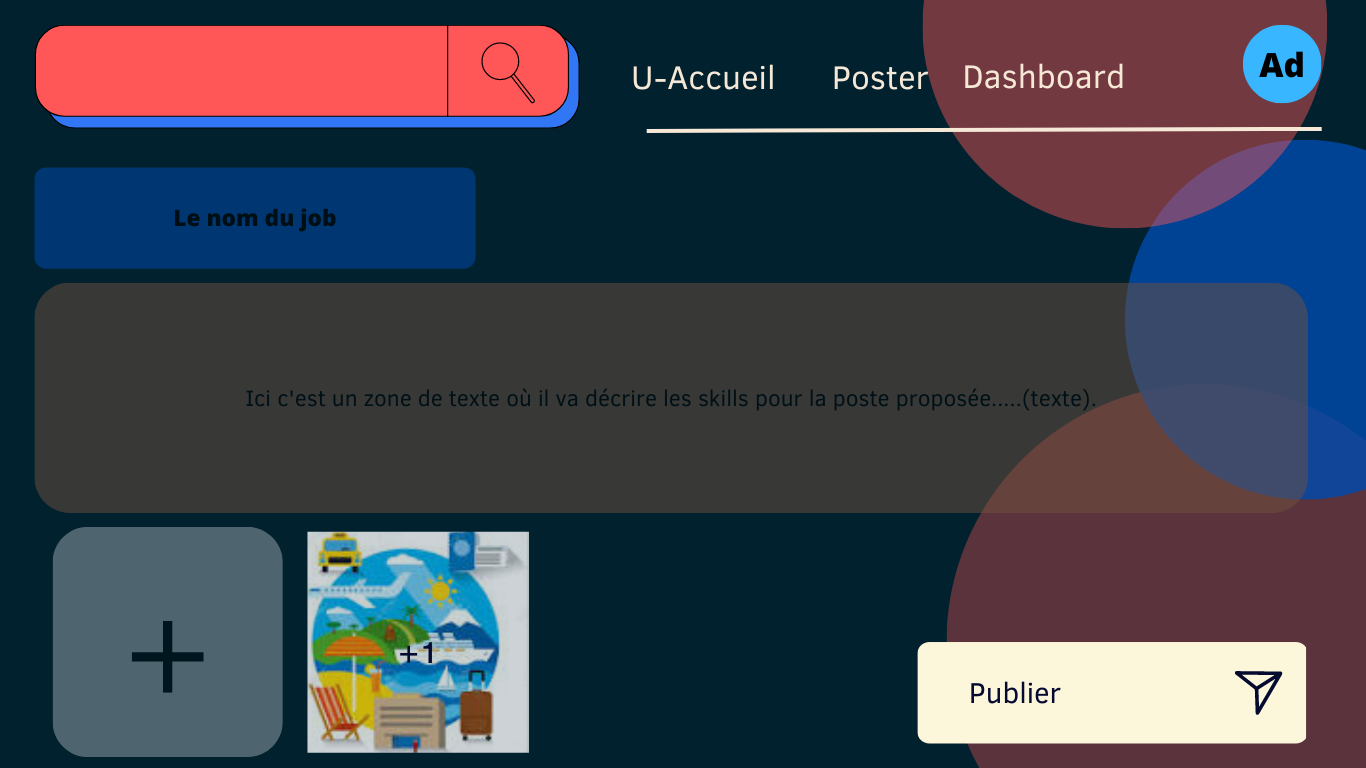 U-Accueil
Poster
Dashboard
Ad
Le nom du job
Ici c'est un zone de texte où il va décrire les skills pour la poste proposée.....(texte).
+1
Publier